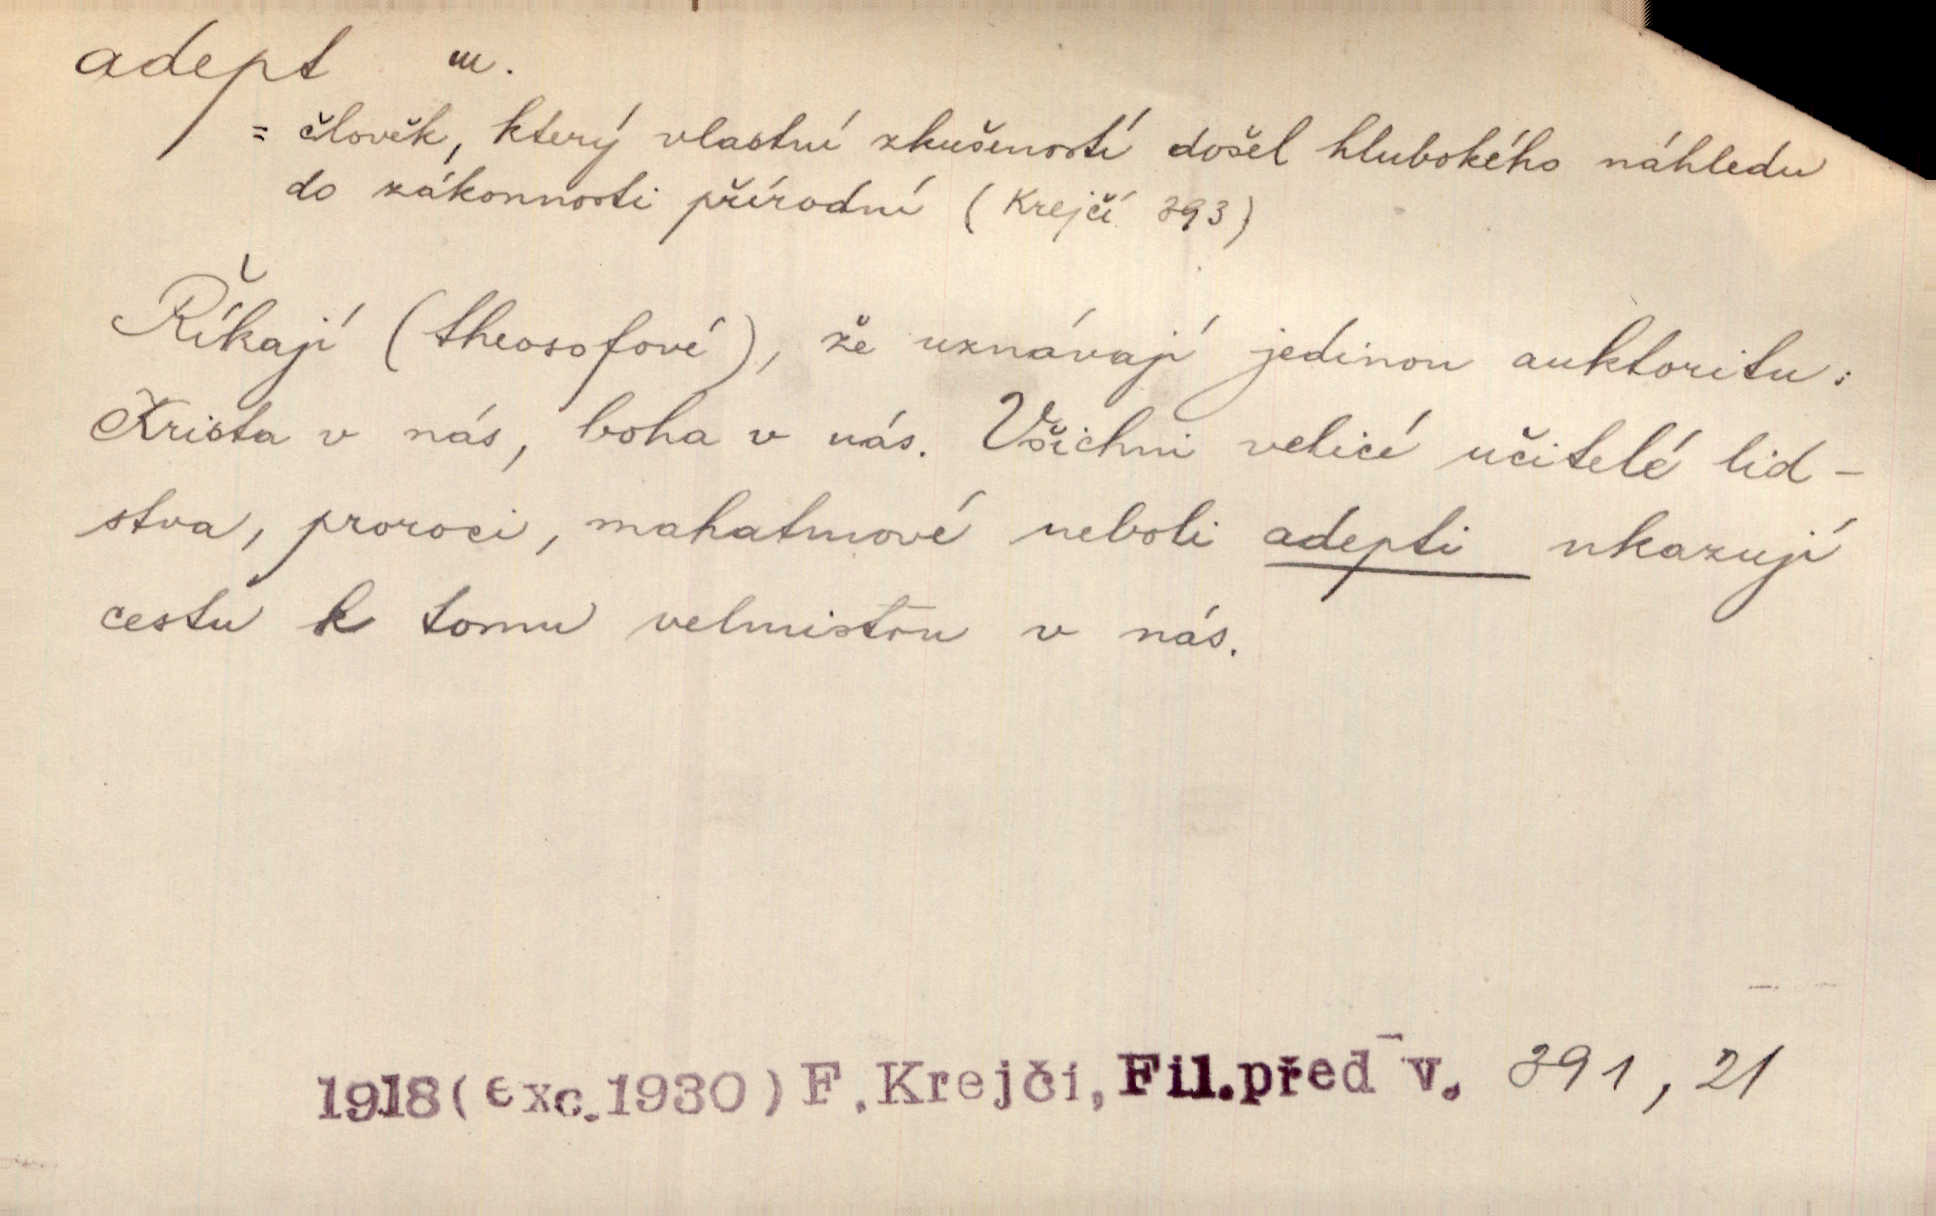 adept m.
= člověk, který vlastní zkušeností došel hlubokého náhledu
do zákonnosti přírodní (Krejčí 393)
Říkají (theosofové), že uznávají jedinou auktoritu:
Krista v nás, boha v nás. Všichni velicí učitelé lid-
stva, proroci, mahatmové neboli adepti ukazují
cestu k tomu velmistru v nás.
1918(exc.1930)F.Krejčí,Fil.před v. 391, 21